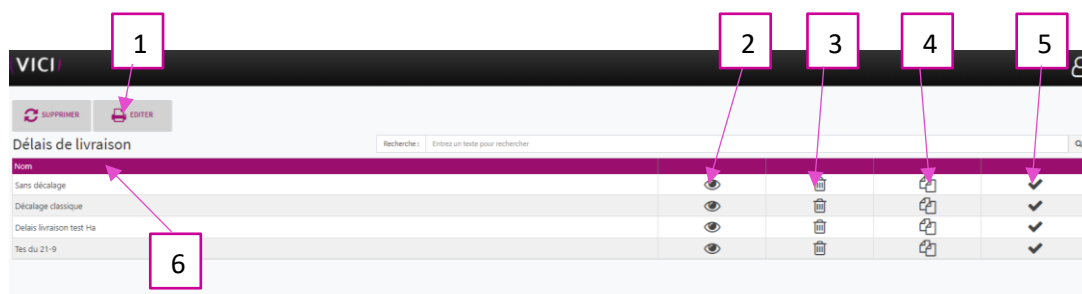 1
2
3
4
5
VICI
SUPPRIMER
EDITER
Délais de livraison
Recherche : Entrez un texte pour rechercher
Nom
Sans décalage
Décalage classique
Delais livraison test Ha
Tes du 21-9
6